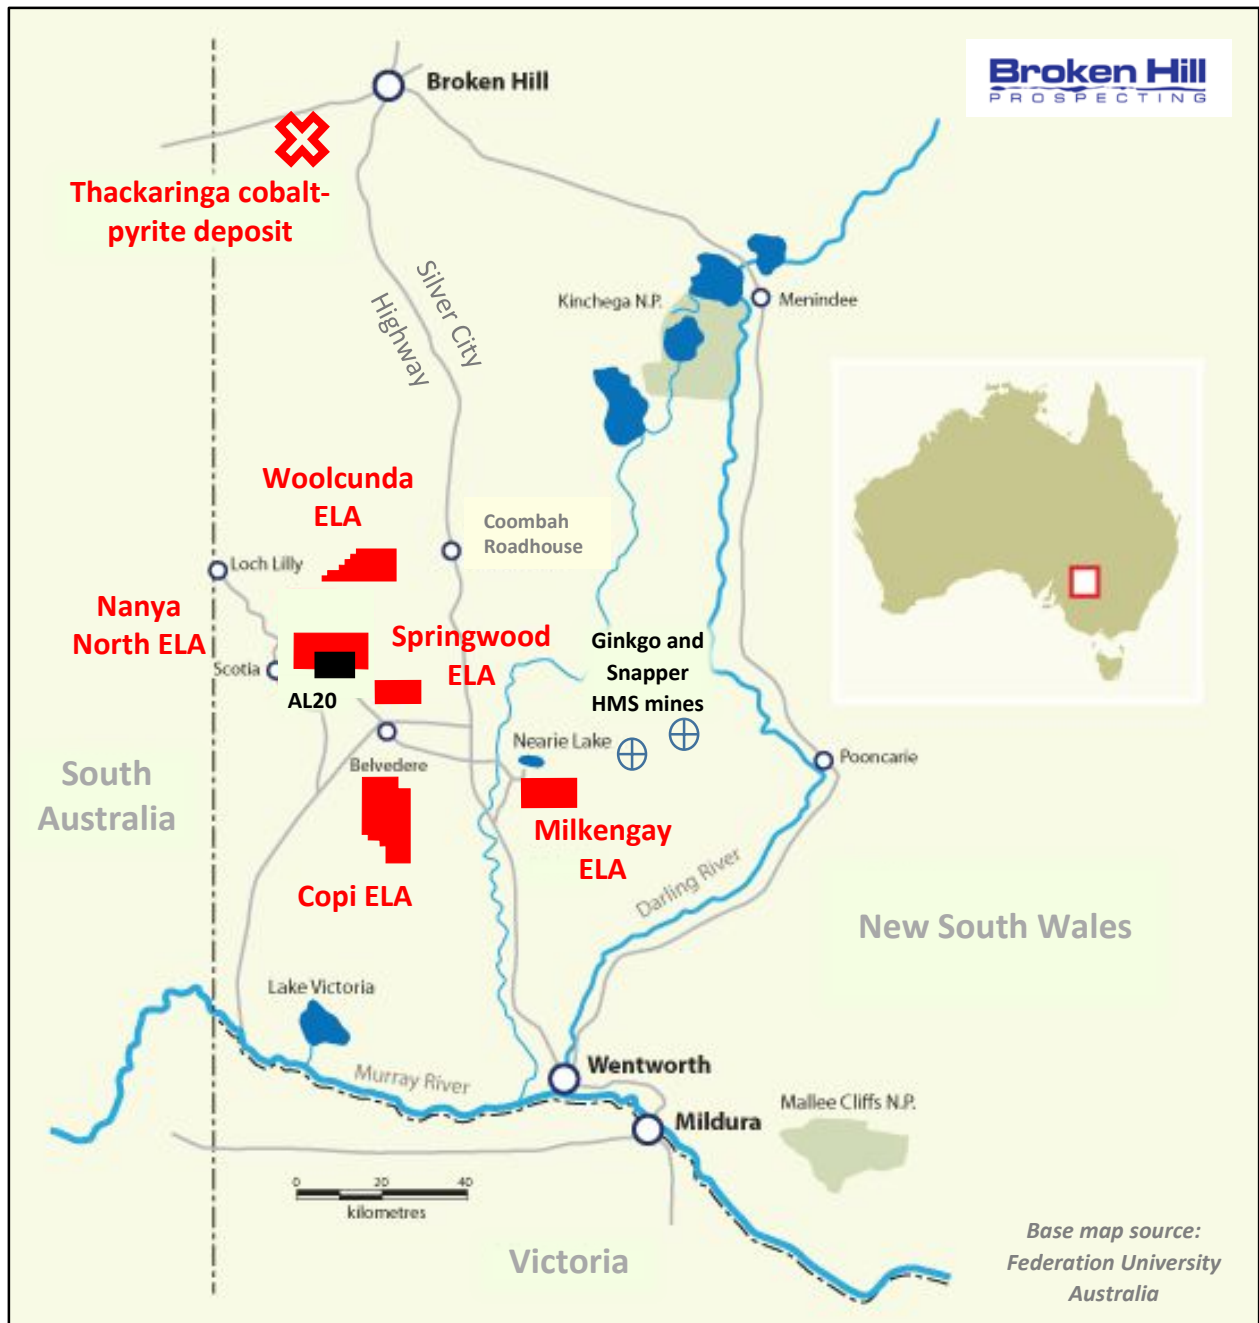 Broken Hill
Broken Hill
PROSPECTING
Thackaringa cobalt-
pyrite deposit
Silver City
Highway
Kinchega N.P.
Menindee
Woolcunda
ELA
Coombah
Roadhouse
Loch Lilly
Nanya
North ELA
Springwood
ELA
Ginkgo and
Snapper
HMS mines
Scotia
AL20
Nearie Lake
Belvedere
Pooncarie
South
Australia
Milkengay
ELA
Copi ELA
Darling River
New South Wales
Lake Victoria
Murray River
Wentworth
Mallee Cliffs N.P.
Mildura
0 20 40
kilometres
Victoria
Base map source:
Federation University
Australia